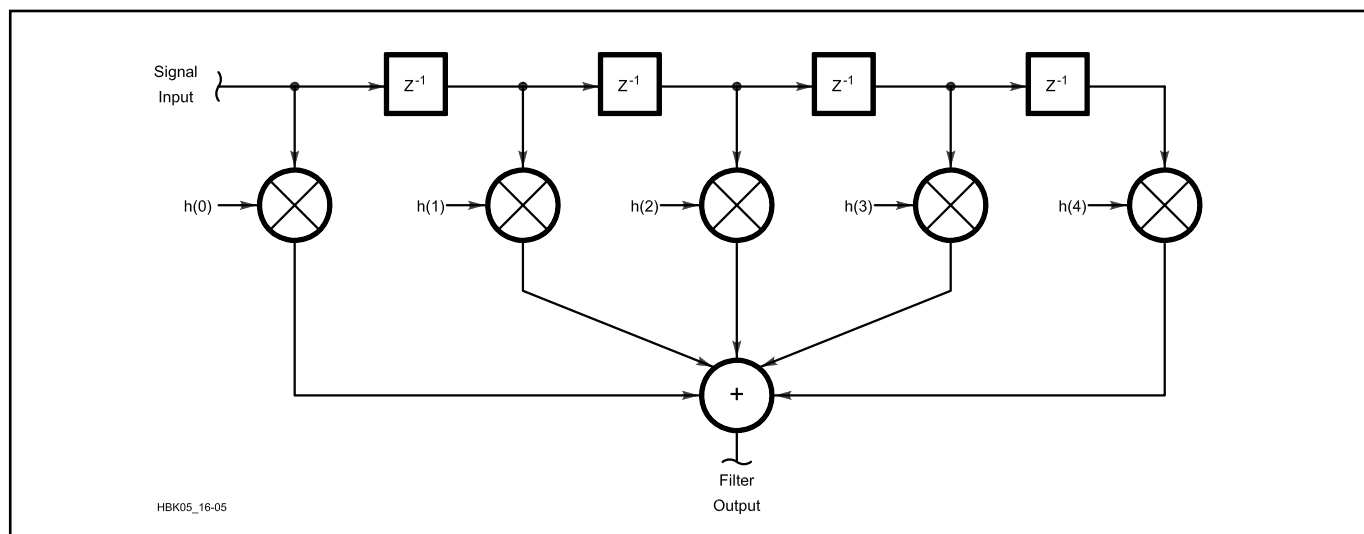 Signal
Input
Z-1
Z-1
Z-1
Z-1
h(0)
h(1)
h(2)
h(3)
h(4)
+
Filter
Output
HBK05_16-05